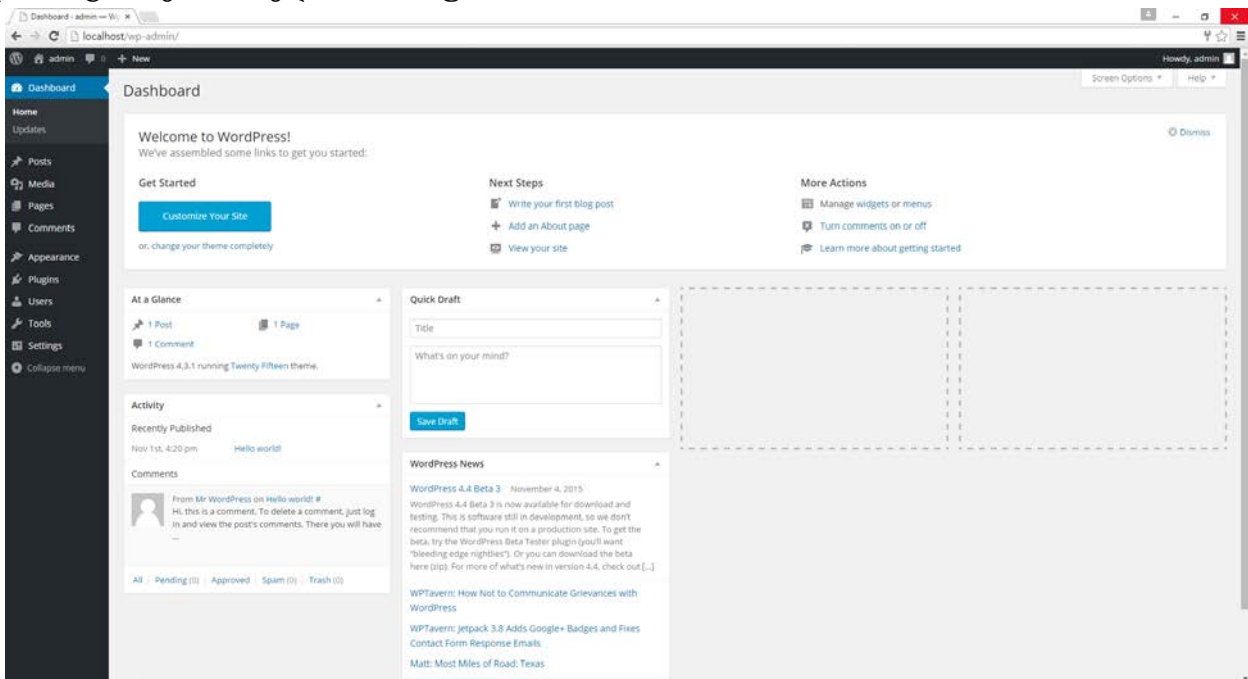 Dashboard - admin — W
localhost/wp-admin/
admin 0 + New Howdy, admin
Screen Options Help
Dashboard
Home
Updates
Posts
Media
Pages
Comments
Appearance
Plugins
Users
Tools
Settings
Collapse menu
Dashboard
Welcome to WordPress!
Dismiss
We've assembled some links to get you started:
Get Started
Customize Your Site
or, change your theme completely
Next Steps
Write your first blog post
Add an About page
View your site
More Actions
Manage widgets or menus
Turn comments on or off
Learn more about getting started
At a Glance
1 Post 1 Page
1 Comment
WordPress 4.3.1 running Twenty Fifteen theme.
Activity
Recently Published
Nov 1st, 4:20 pm Hello world!
Comments
From Mr WordPress on Hello world! #
Hi, this is a comment. To delete a comment, just log
in and view the post's comments. There you will have
...
All | Pending (0) | Approved | Spam (0) | Trash (0)
Quick Draft
Title
What's on your mind?
Save Draft
WordPress News
WordPress 4.4 Beta 3 November 4, 2015
WordPress 4.4 Beta 3 is now available for download and
testing. This is software still in development, so we don't
recommend that you run it on a production site. To get the
beta, try the WordPress Beta Tester plugin (you'll want
"bleeding edge nightlies"). Or you can download the beta
here (zip). For more of what's new in version 4.4, check out [...]
WPTavern: How Not to Communicate Grievances with
WordPress
WPTavern: Jetpack 3.8 Adds Google+ Badges and Fixes
Contact Form Response Emails
Matt: Most Miles of Road: Texas